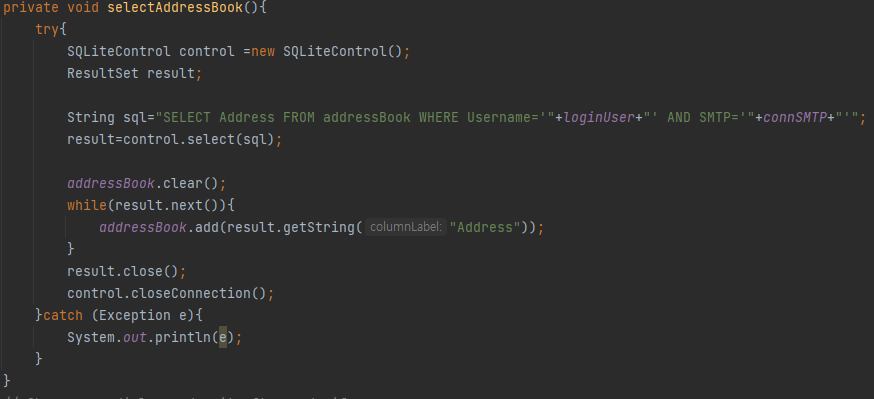 private void selectAddressBook(){
try{
SQLiteControl control =new SQLiteControl();
ResultSet result;
String sql="SELECT Address FROM addressBook WHERE Username='"+loginUser+"' AND SMTP='"+connSMTP+"'";
result=control.select(sql);
addressBook.clear();
while(result.next()){
addressBook.add(result.getString( columnLabel: "Address"));
}
result.close();
control.closeConnection();
}catch (Exception e){
System.out.println(e);
}
}